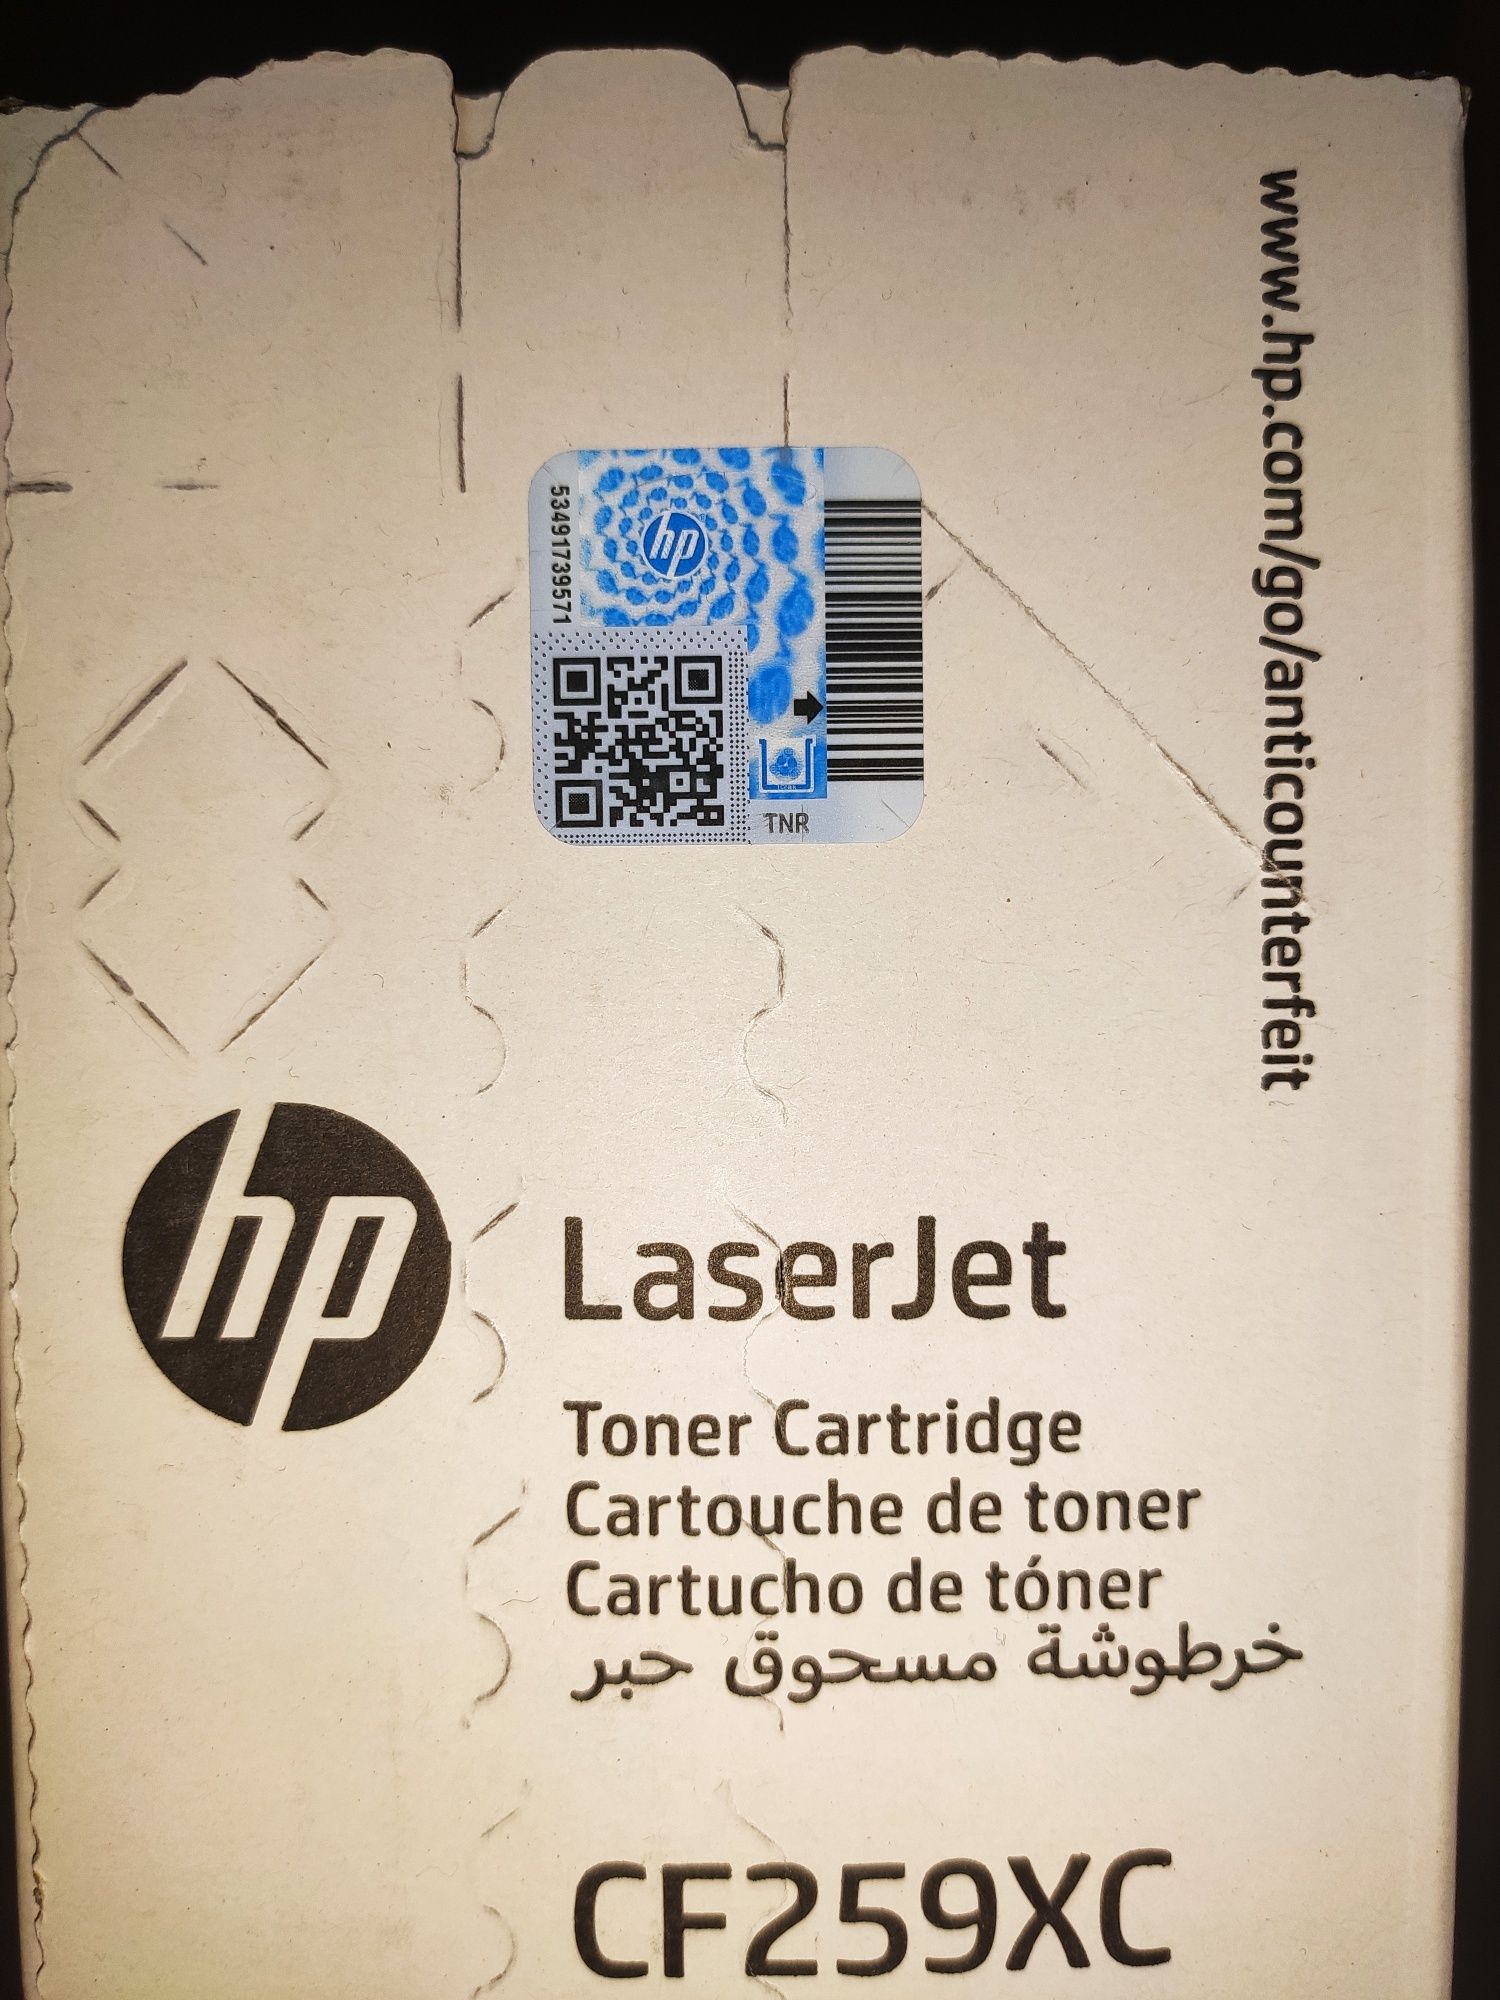 www.hp.com/go/anticounterfeit
53491739571
hp
TNR
hp
LaserJet
Toner Cartridge
Cartouche de toner
Cartucho de tóner
خرطوشة مسحوق حبر
CF259XC